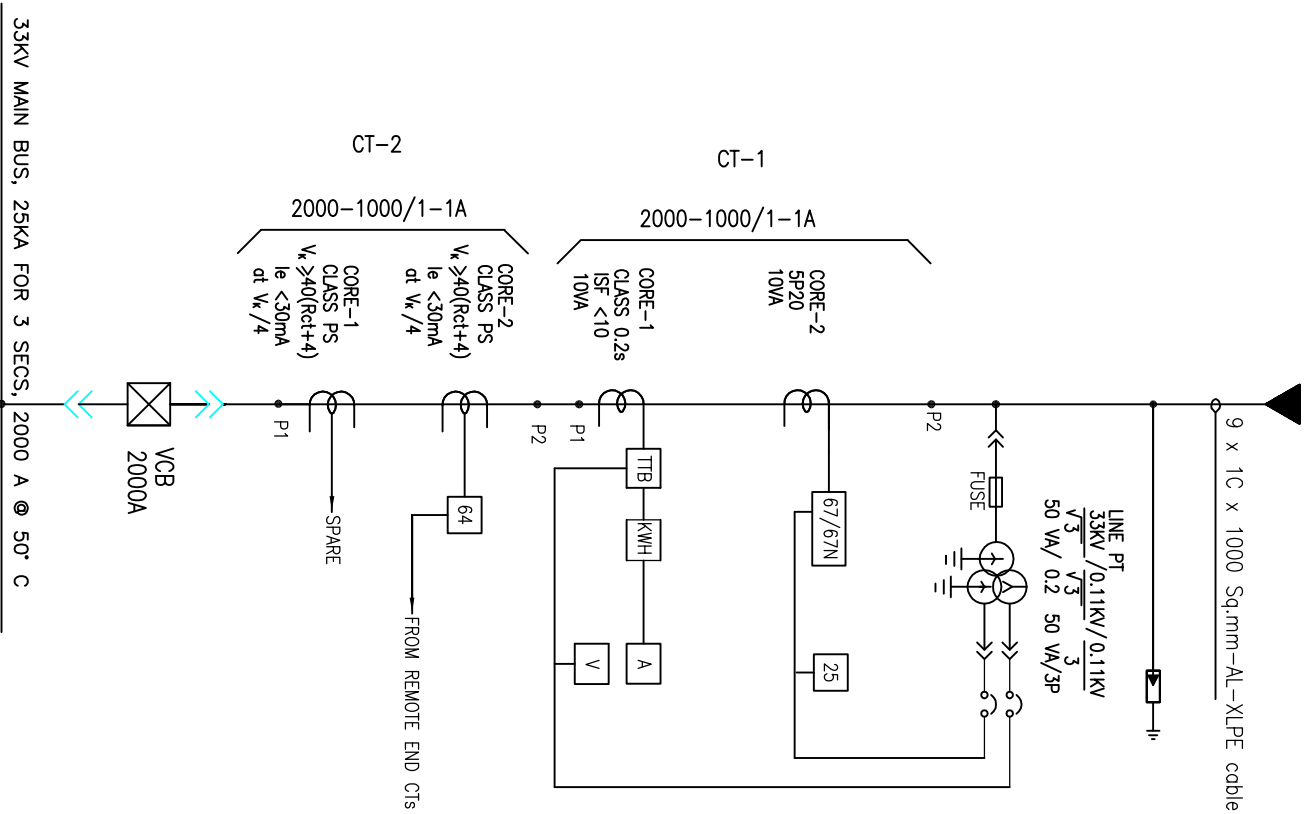 33KV MAIN BUS, 25KA FOR 3 SECS, 2000 A @ 50° C
VCB
2000A
CT-2
2000-1000/1-1A
CORE-1
CLASS PS
VK ⩾40(Rct+4)
Ie <30mA
at VK/4
CORE-2
CLASS PS
VK ⩾40(Rct+4)
Ie <30mA
at VK/4
P1
SPARE
64
FROM REMOTE END CTs
P2
CT-1
2000-1000/1-1A
CORE-1
CLASS 0.2s
ISF <10
10VA
CORE-2
5P20
10VA
P1
TTB
KWH
A
V
67/67N
25
P2
FUSE
LINE PT
33KV/0.11KV/0.11KV
√3 √3 3
50 VA/ 0.2 50 VA/3P
9 x 1C x 1000 Sq.mm-AL-XLPE cable